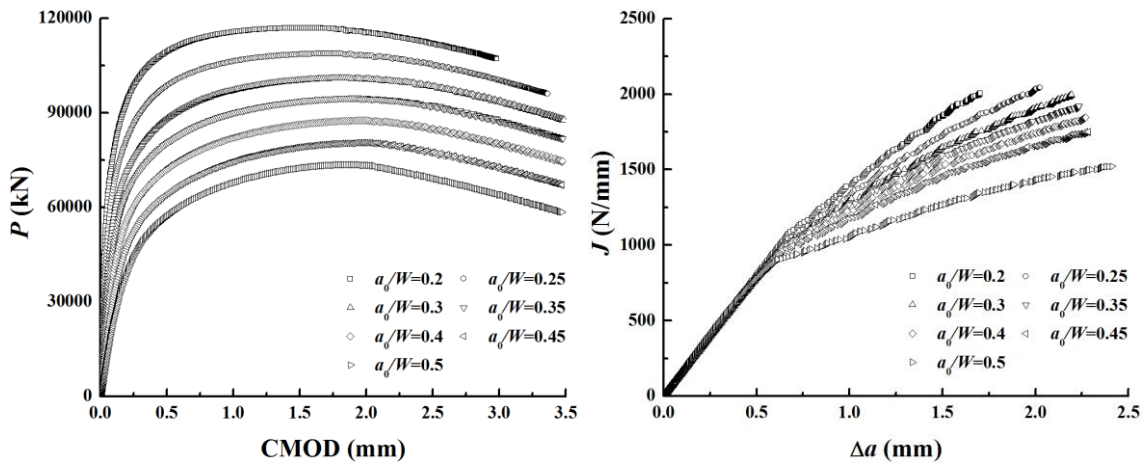 120000
90000
60000
30000
0
P (kN)
0.0 0.5 1.0 1.5 2.0 2.5 3.0 3.5
CMOD (mm)
a0/W=0.2 a0/W=0.25
a0/W=0.3 a0/W=0.35
a0/W=0.4 a0/W=0.45
a0/W=0.5
2500
2000
1500
1000
500
0
J (N/mm)
0.0 0.5 1.0 1.5 2.0 2.5
Δa (mm)
a0/W=0.2 a0/W=0.25
a0/W=0.3 a0/W=0.35
a0/W=0.4 a0/W=0.45
a0/W=0.5